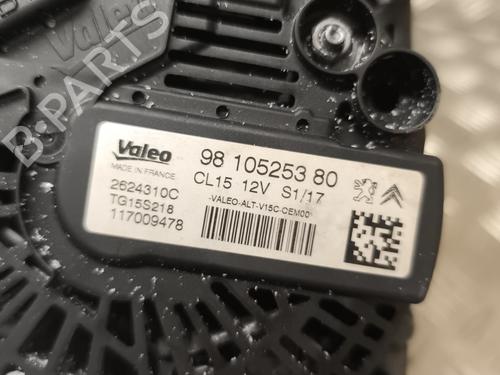 Valeo
B-PARTS
Valeo
MADE IN FRANCE
98 105253 80
CL15 12V S1/17
2624310C
TG15S218
117009478
-VALEO-ALT-V15C-OEM00-